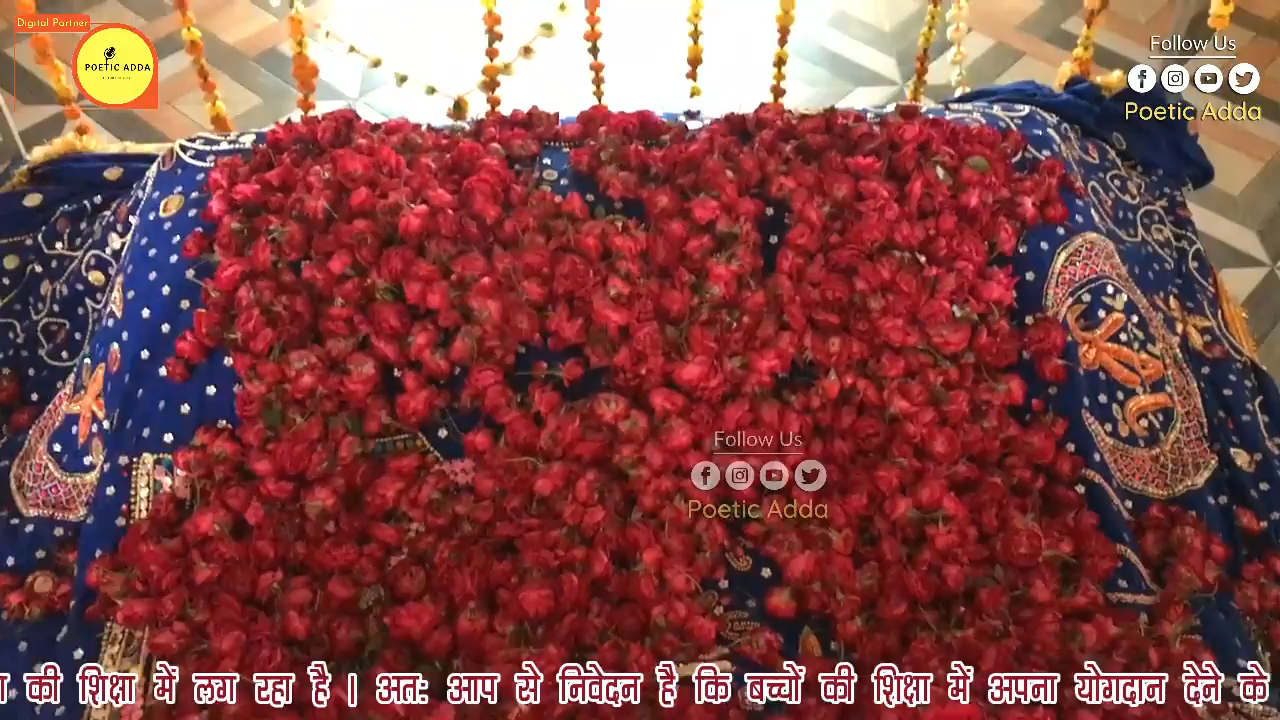 Digital Partner
POETIC ADDA
Follow Us
Poetic Adda
Follow Us
Poetic Adda
की शिक्षा में लग रहा है । अतः आप से निवेदन है कि बच्चों की शिक्षा में अपना योगदान देने के